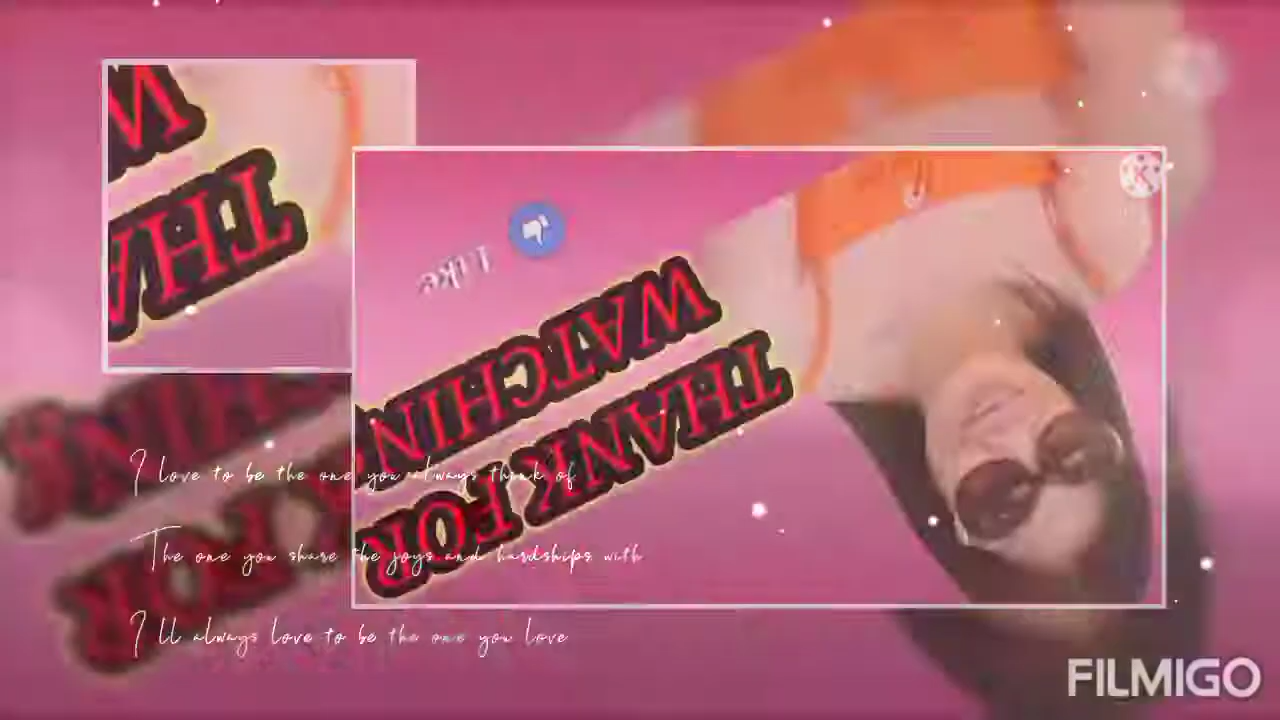 Like
THANK FOR
WATCHING
I love to be the one you always think of
The one you share the joys and hardships with
I'll always love to be the one you love
FILMIGO